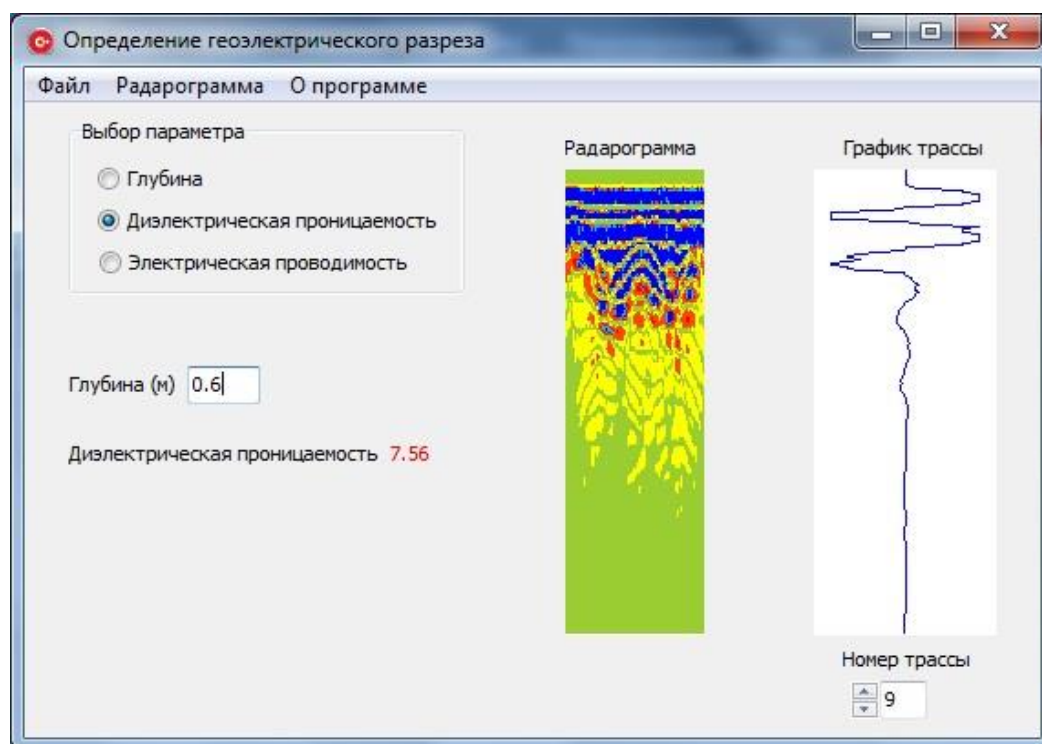 Определение геоэлектрического разреза
Файл Радарограмма О программе
Выбор параметра
Глубина
Диэлектрическая проницаемость
Электрическая проводимость
Глубина (м) 0.6
Диэлектрическая проницаемость 7.56
Радарограмма
График трассы
Номер трассы
9